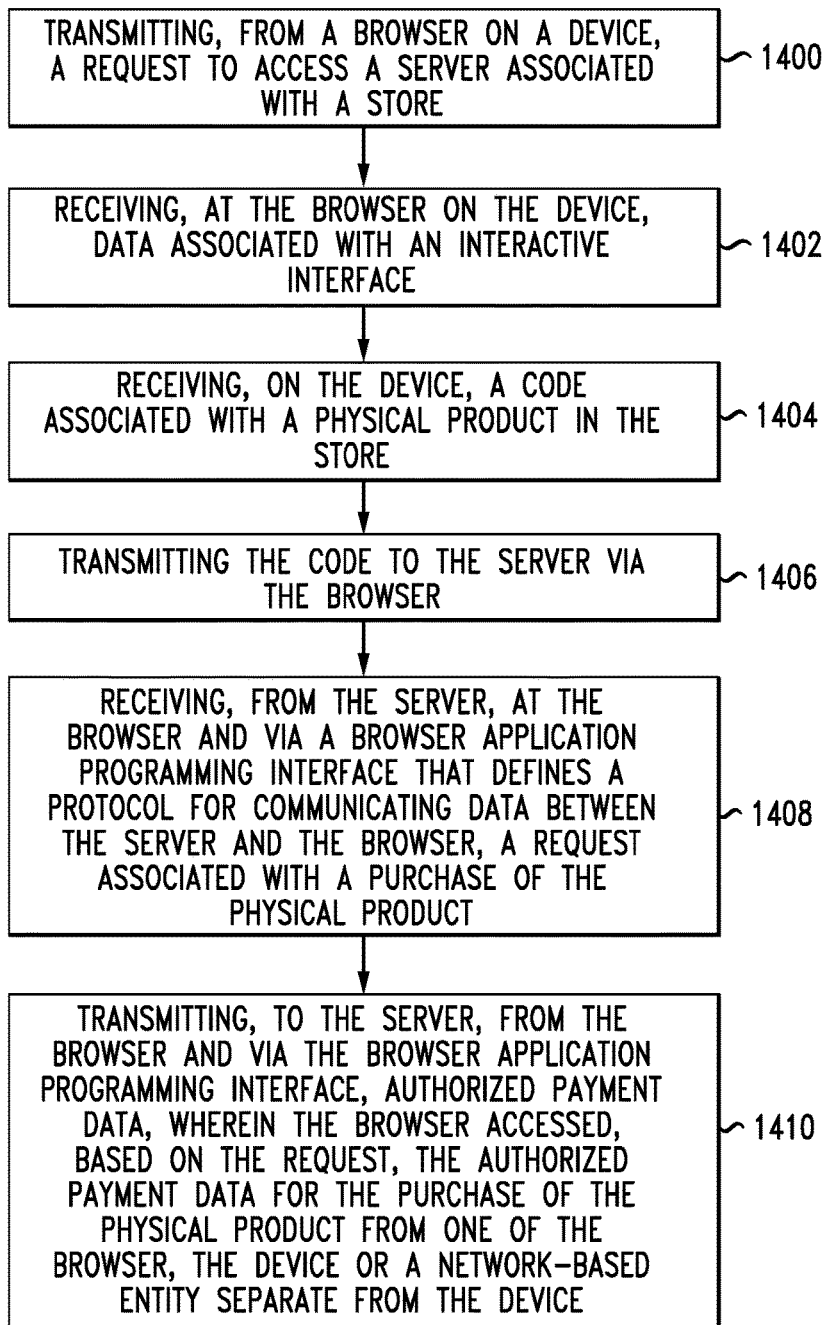 TRANSMITTING, FROM A BROWSER ON A DEVICE,
A REQUEST TO ACCESS A SERVER ASSOCIATED
WITH A STORE
1400
RECEIVING, AT THE BROWSER ON THE DEVICE,
DATA ASSOCIATED WITH AN INTERACTIVE
INTERFACE
1402
RECEIVING, ON THE DEVICE, A CODE
ASSOCIATED WITH A PHYSICAL PRODUCT IN THE
STORE
1404
TRANSMITTING THE CODE TO THE SERVER VIA
THE BROWSER
1406
RECEIVING, FROM THE SERVER, AT THE
BROWSER AND VIA A BROWSER APPLICATION
PROGRAMMING INTERFACE THAT DEFINES A
PROTOCOL FOR COMMUNICATING DATA BETWEEN
THE SERVER AND THE BROWSER, A REQUEST
ASSOCIATED WITH A PURCHASE OF THE
PHYSICAL PRODUCT
1408
TRANSMITTING, TO THE SERVER, FROM THE
BROWSER AND VIA THE BROWSER APPLICATION
PROGRAMMING INTERFACE, AUTHORIZED PAYMENT
DATA, WHEREIN THE BROWSER ACCESSED,
BASED ON THE REQUEST, THE AUTHORIZED
PAYMENT DATA FOR THE PURCHASE OF THE
PHYSICAL PRODUCT FROM ONE OF THE
BROWSER, THE DEVICE OR A NETWORK-BASED
ENTITY SEPARATE FROM THE DEVICE
1410